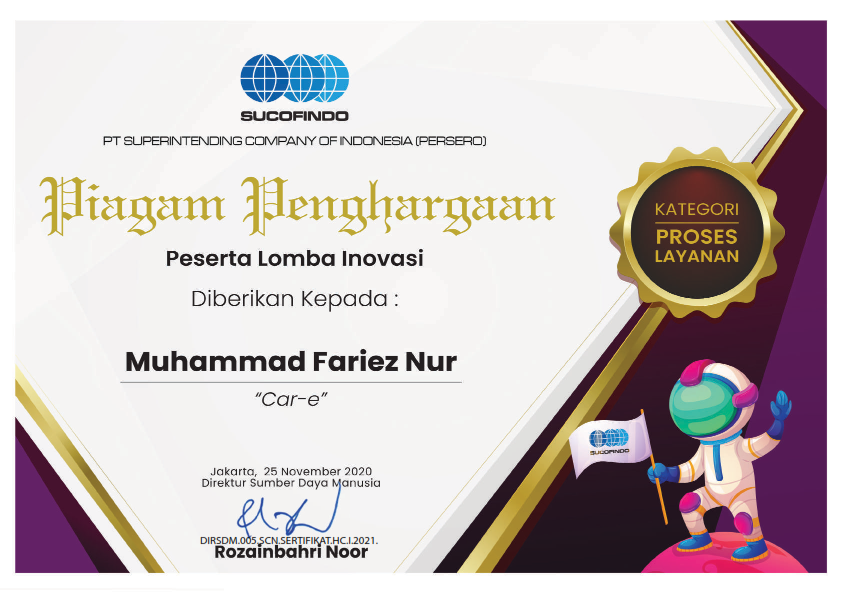 SUCOFINDO
PT SUPERINTENDING COMPANY OF INDONESIA (PERSERO)
Piagam Penghargaan
Peserta Lomba Inovasi
Diberikan Kepada :
Muhammad Fariez Nur
“Car-e”
Jakarta, 25 November 2020
Direktur Sumber Daya Manusia
DIRSDM.005.SCN.SERTIFIKAT.HC.I.2021.
Rozainbahri Noor
KATEGORI
PROSES
LAYANAN
SUCOFINDO